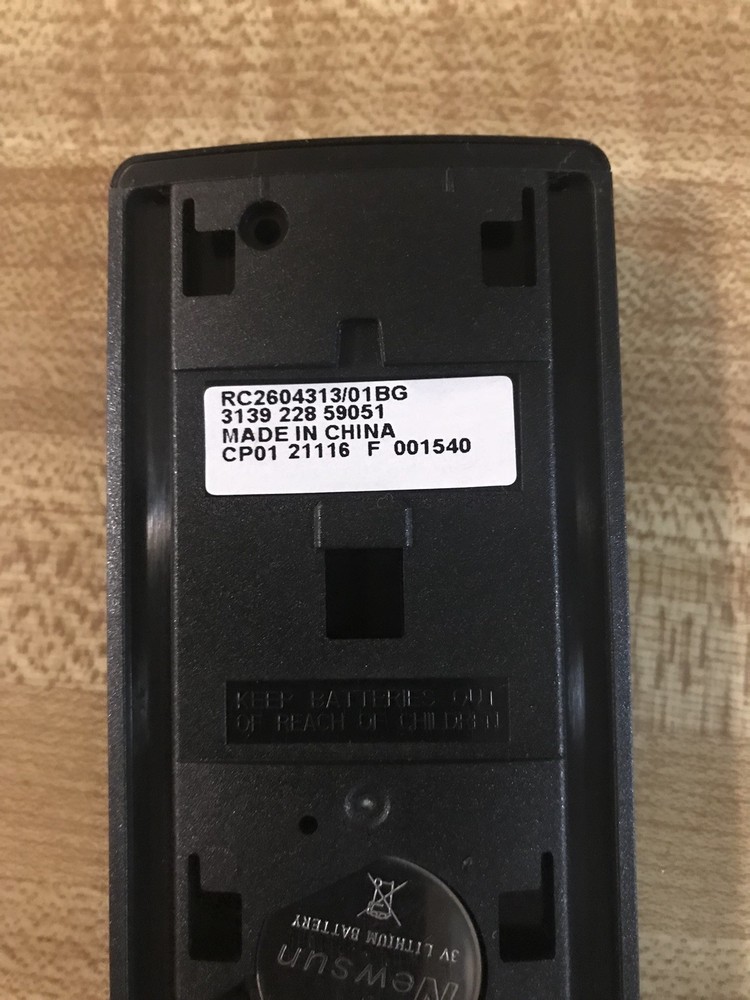 RC2604313/01BG
3139 228 59051
MADE IN CHINA
CP01 21116 F 001540
KEEP BATTERIES OUT
OF REACH OF CHILDREN
3V LITHIUM BATTERY
Newsun